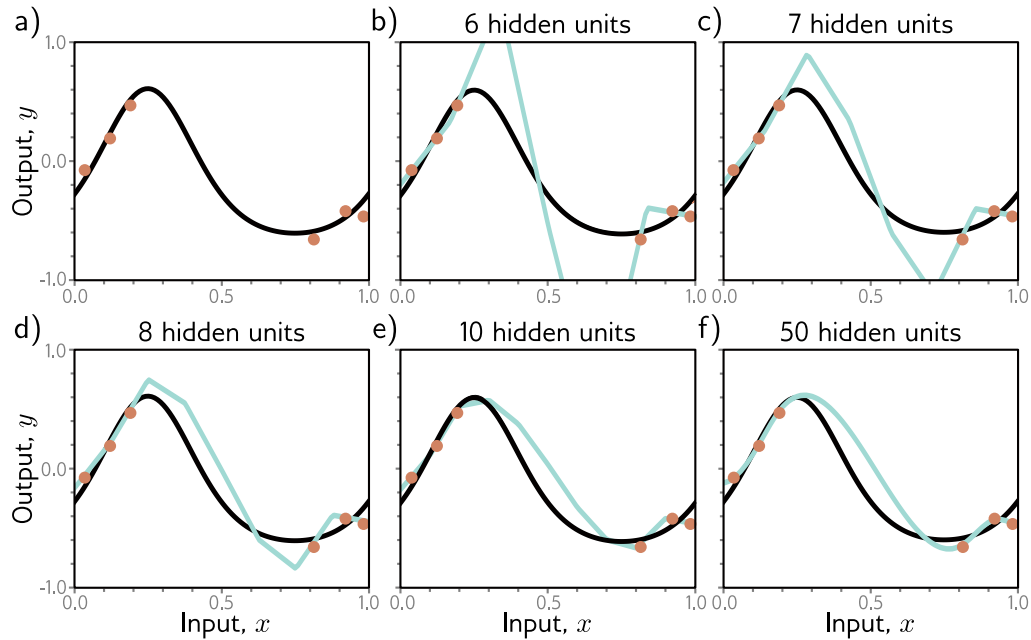 a)
1.0
0.0
-1.0
Output, y
0.0 0.5 1.0
b) 6 hidden units
0.0 0.5 1.0
c) 7 hidden units
0.0 0.5 1.0
d) 8 hidden units
1.0
0.0
-1.0
Output, y
0.0 0.5 1.0
Input, x
e) 10 hidden units
0.0 0.5 1.0
Input, x
f) 50 hidden units
0.0 0.5 1.0
Input, x